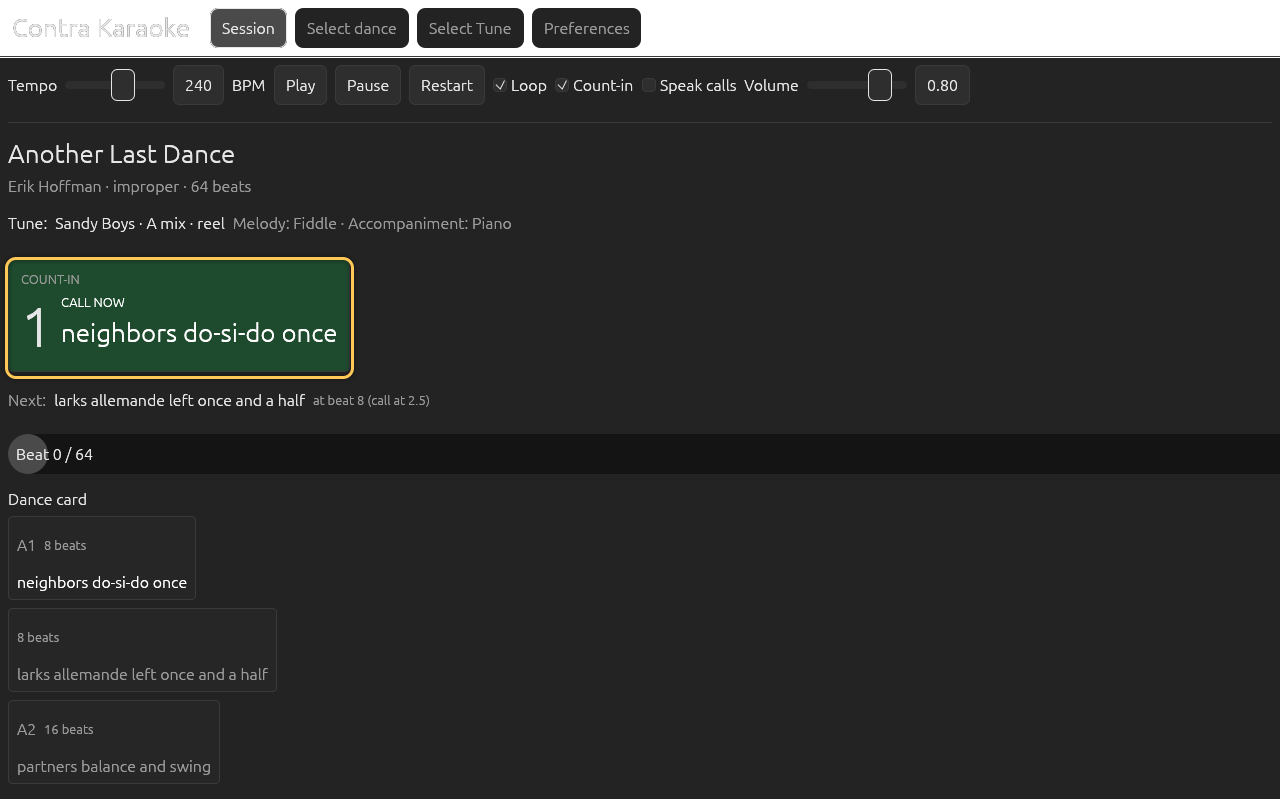 Contra Karaoke Session Select dance Select Tune Preferences
Tempo 240 BPM Play Pause Restart Loop Count-in Speak calls Volume 0.80
Another Last Dance
Erik Hoffman · improper · 64 beats
Tune: Sandy Boys · A mix · reel Melody: Fiddle · Accompaniment: Piano
COUNT-IN
1
CALL NOW
neighbors do-si-do once
Next: larks allemande left once and a half at beat 8 (call at 2.5)
Beat 0 / 64
Dance card
A1 8 beats
neighbors do-si-do once
8 beats
larks allemande left once and a half
A2 16 beats
partners balance and swing